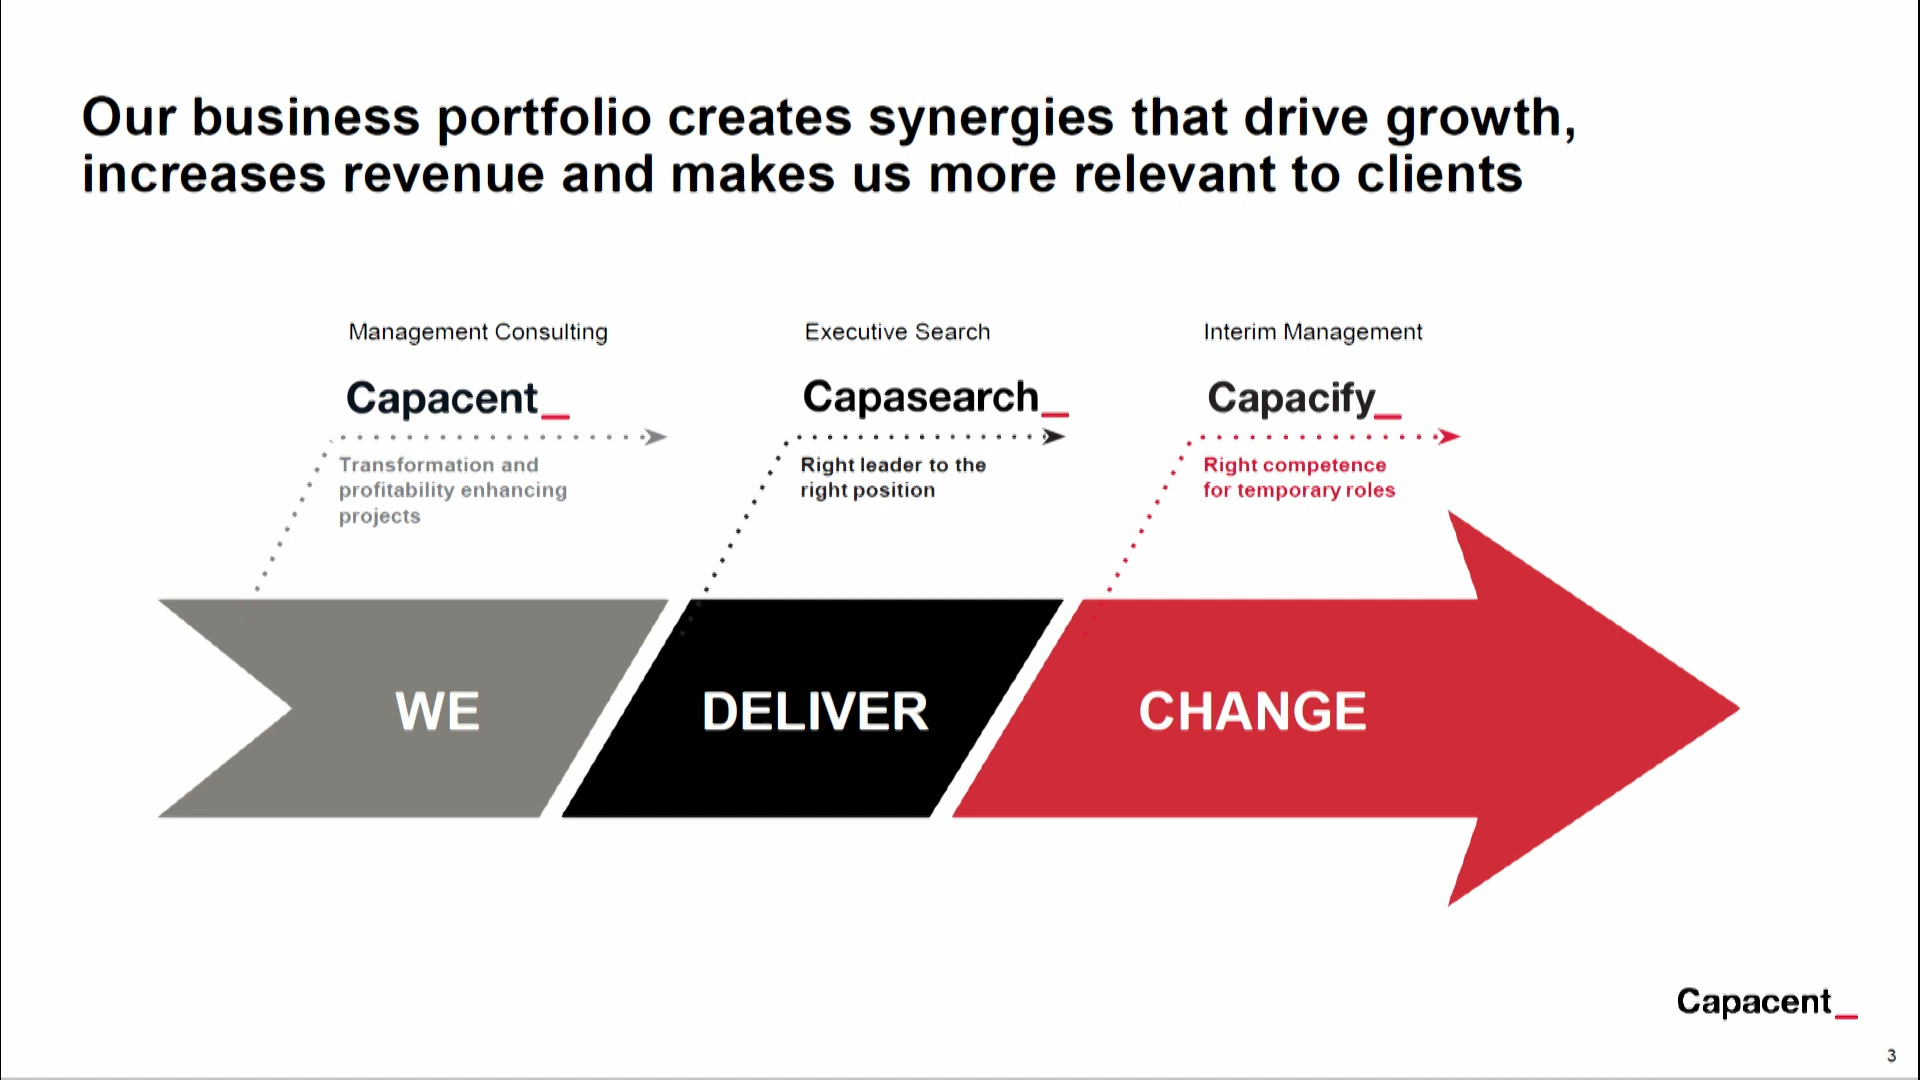 Our business portfolio creates synergies that drive growth,
increases revenue and makes us more relevant to clients
Management Consulting
Capacent_
Transformation and
profitability enhancing
projects
Executive Search
Capasearch_
Right leader to the
right position
Interim Management
Capacify_
Right competence
for temporary roles
WE
DELIVER
CHANGE
Capacent_
3